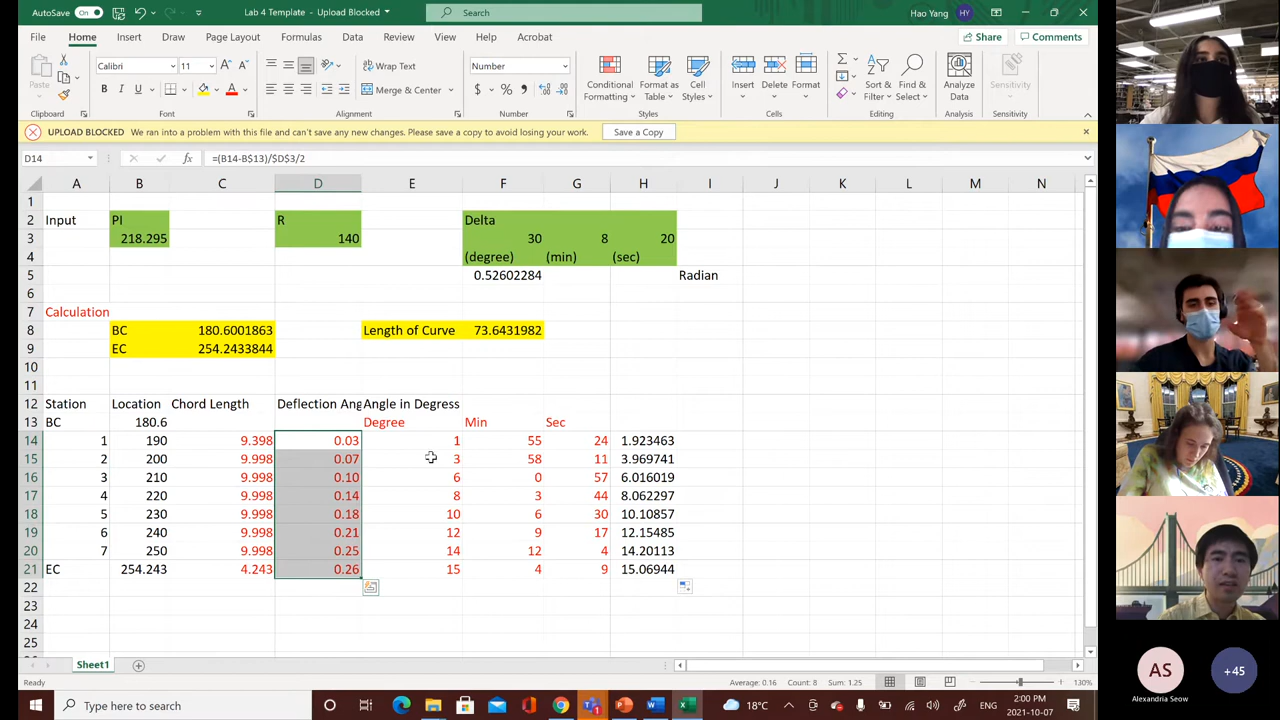 AutoSave On Lab 4 Template - Upload Blocked Search Hao Yang HY
File Home Insert Draw Page Layout Formulas Data Review View Help Acrobat Share Comments
Calibri 11 Wrap Text Number
Paste Merge & Center Conditional Formatting Format as Table Cell Styles Insert Delete Format Sort & Filter Find & Select Analyze Data Sensitivity
Clipboard Font Alignment Number Styles Cells Editing Analysis Sensitivity
UPLOAD BLOCKED We ran into a problem with this file and can't save any new changes. Please save a copy to avoid losing your work. Save a Copy
D14 fx =(B14-B$13)/$D$3/2
A B C D E F G H I J K L M N
1
2 Input PI R Delta
3 218.295 140 30 8 20
4 (degree) (min) (sec)
5 0.52602284 Radian
6
7 Calculation
8 BC 180.6001863 Length of Curve 73.6431982
9 EC 254.2433844
10
11
12 Station Location Chord Length Deflection Ang Angle in Degress
13 BC 180.6 Degree Min Sec
14 1 190 9.398 0.03 1 55 24 1.923463
15 2 200 9.998 0.07 3 58 11 3.969741
16 3 210 9.998 0.10 6 0 57 6.016019
17 4 220 9.998 0.14 8 3 44 8.062297
18 5 230 9.998 0.18 10 6 30 10.10857
19 6 240 9.998 0.21 12 9 17 12.15485
20 7 250 9.998 0.25 14 12 4 14.20113
21 EC 254.243 4.243 0.26 15 4 9 15.06944
22
23
24
25
Sheet1
Ready Average: 0.16 Count: 8 Sum: 1.25 130%
Type here to search 18°C ENG 2:00 PM
2021-10-07
AS
+45
Alexandria Seow